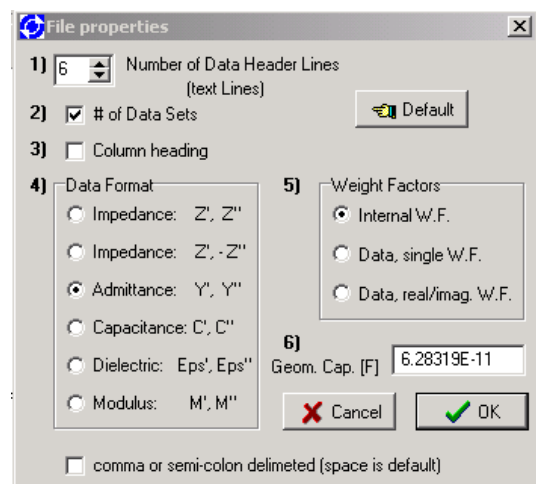 File properties
1) 6 Number of Data Header Lines
(text Lines)
2) # of Data Sets
Default
3) Column heading
4) Data Format
Impedance: Z', Z''
Impedance: Z', -Z''
Admittance: Y', Y''
Capacitance: C', C''
Dielectric: Eps', Eps''
Modulus: M', M''
5) Weight Factors
Internal W.F.
Data, single W.F.
Data, real/imag. W.F.
6)
Geom. Cap. [F] 6.28319E-11
Cancel
OK
comma or semi-colon delimeted (space is default)